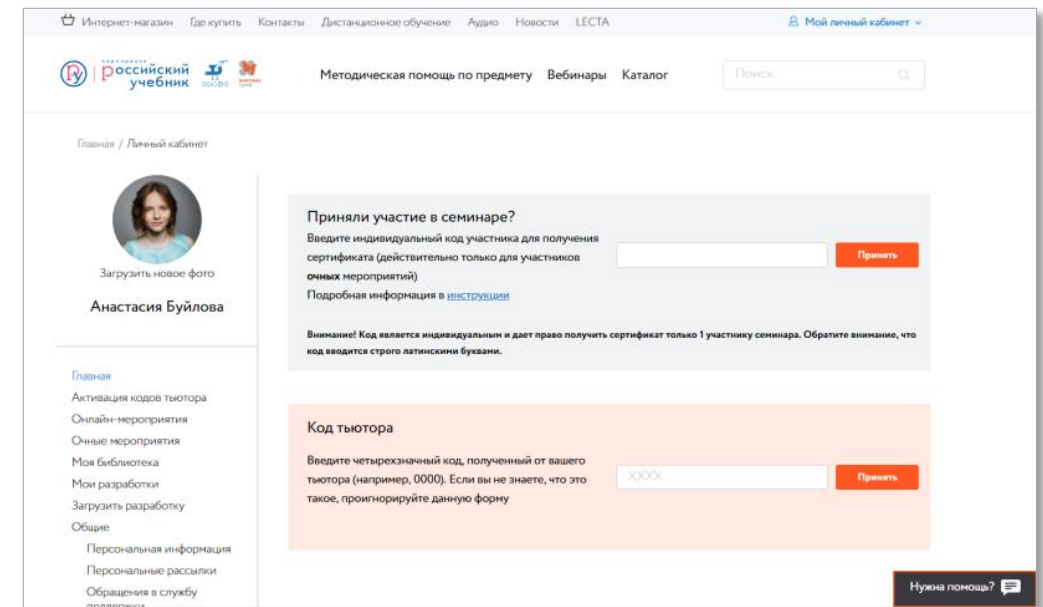 Интернет-магазин Где купить Контакты Дистанционное обучение Аудио Новости LECTA Мой личный кабинет
корпорация
российский
учебник
Методическая помощь по предмету Вебинары Каталог Поиск
Главная / Личный кабинет
Загрузить новое фото
Анастасия Буйлова
Главная
Активация кодов тьютора
Онлайн-мероприятия
Очные мероприятия
Моя библиотека
Мои разработки
Загрузить разработку
Общие
Персональная информация
Персональные рассылки
Обращения в службу
поддержки
Приняли участие в семинаре?
Введите индивидуальный код участника для получения
сертификата (действительно только для участников
очных мероприятий)
Подробная информация в инструкции
Принять
Внимание! Код является индивидуальным и дает право получить сертификат только 1 участнику семинара. Обратите внимание, что
код вводится строго латинскими буквами.
Код тьютора
Введите четырехзначный код, полученный от вашего
тьютора (например, 0000). Если вы не знаете, что это
такое, проигнорируйте данную форму
XXXX
Принять
Нужна помощь?